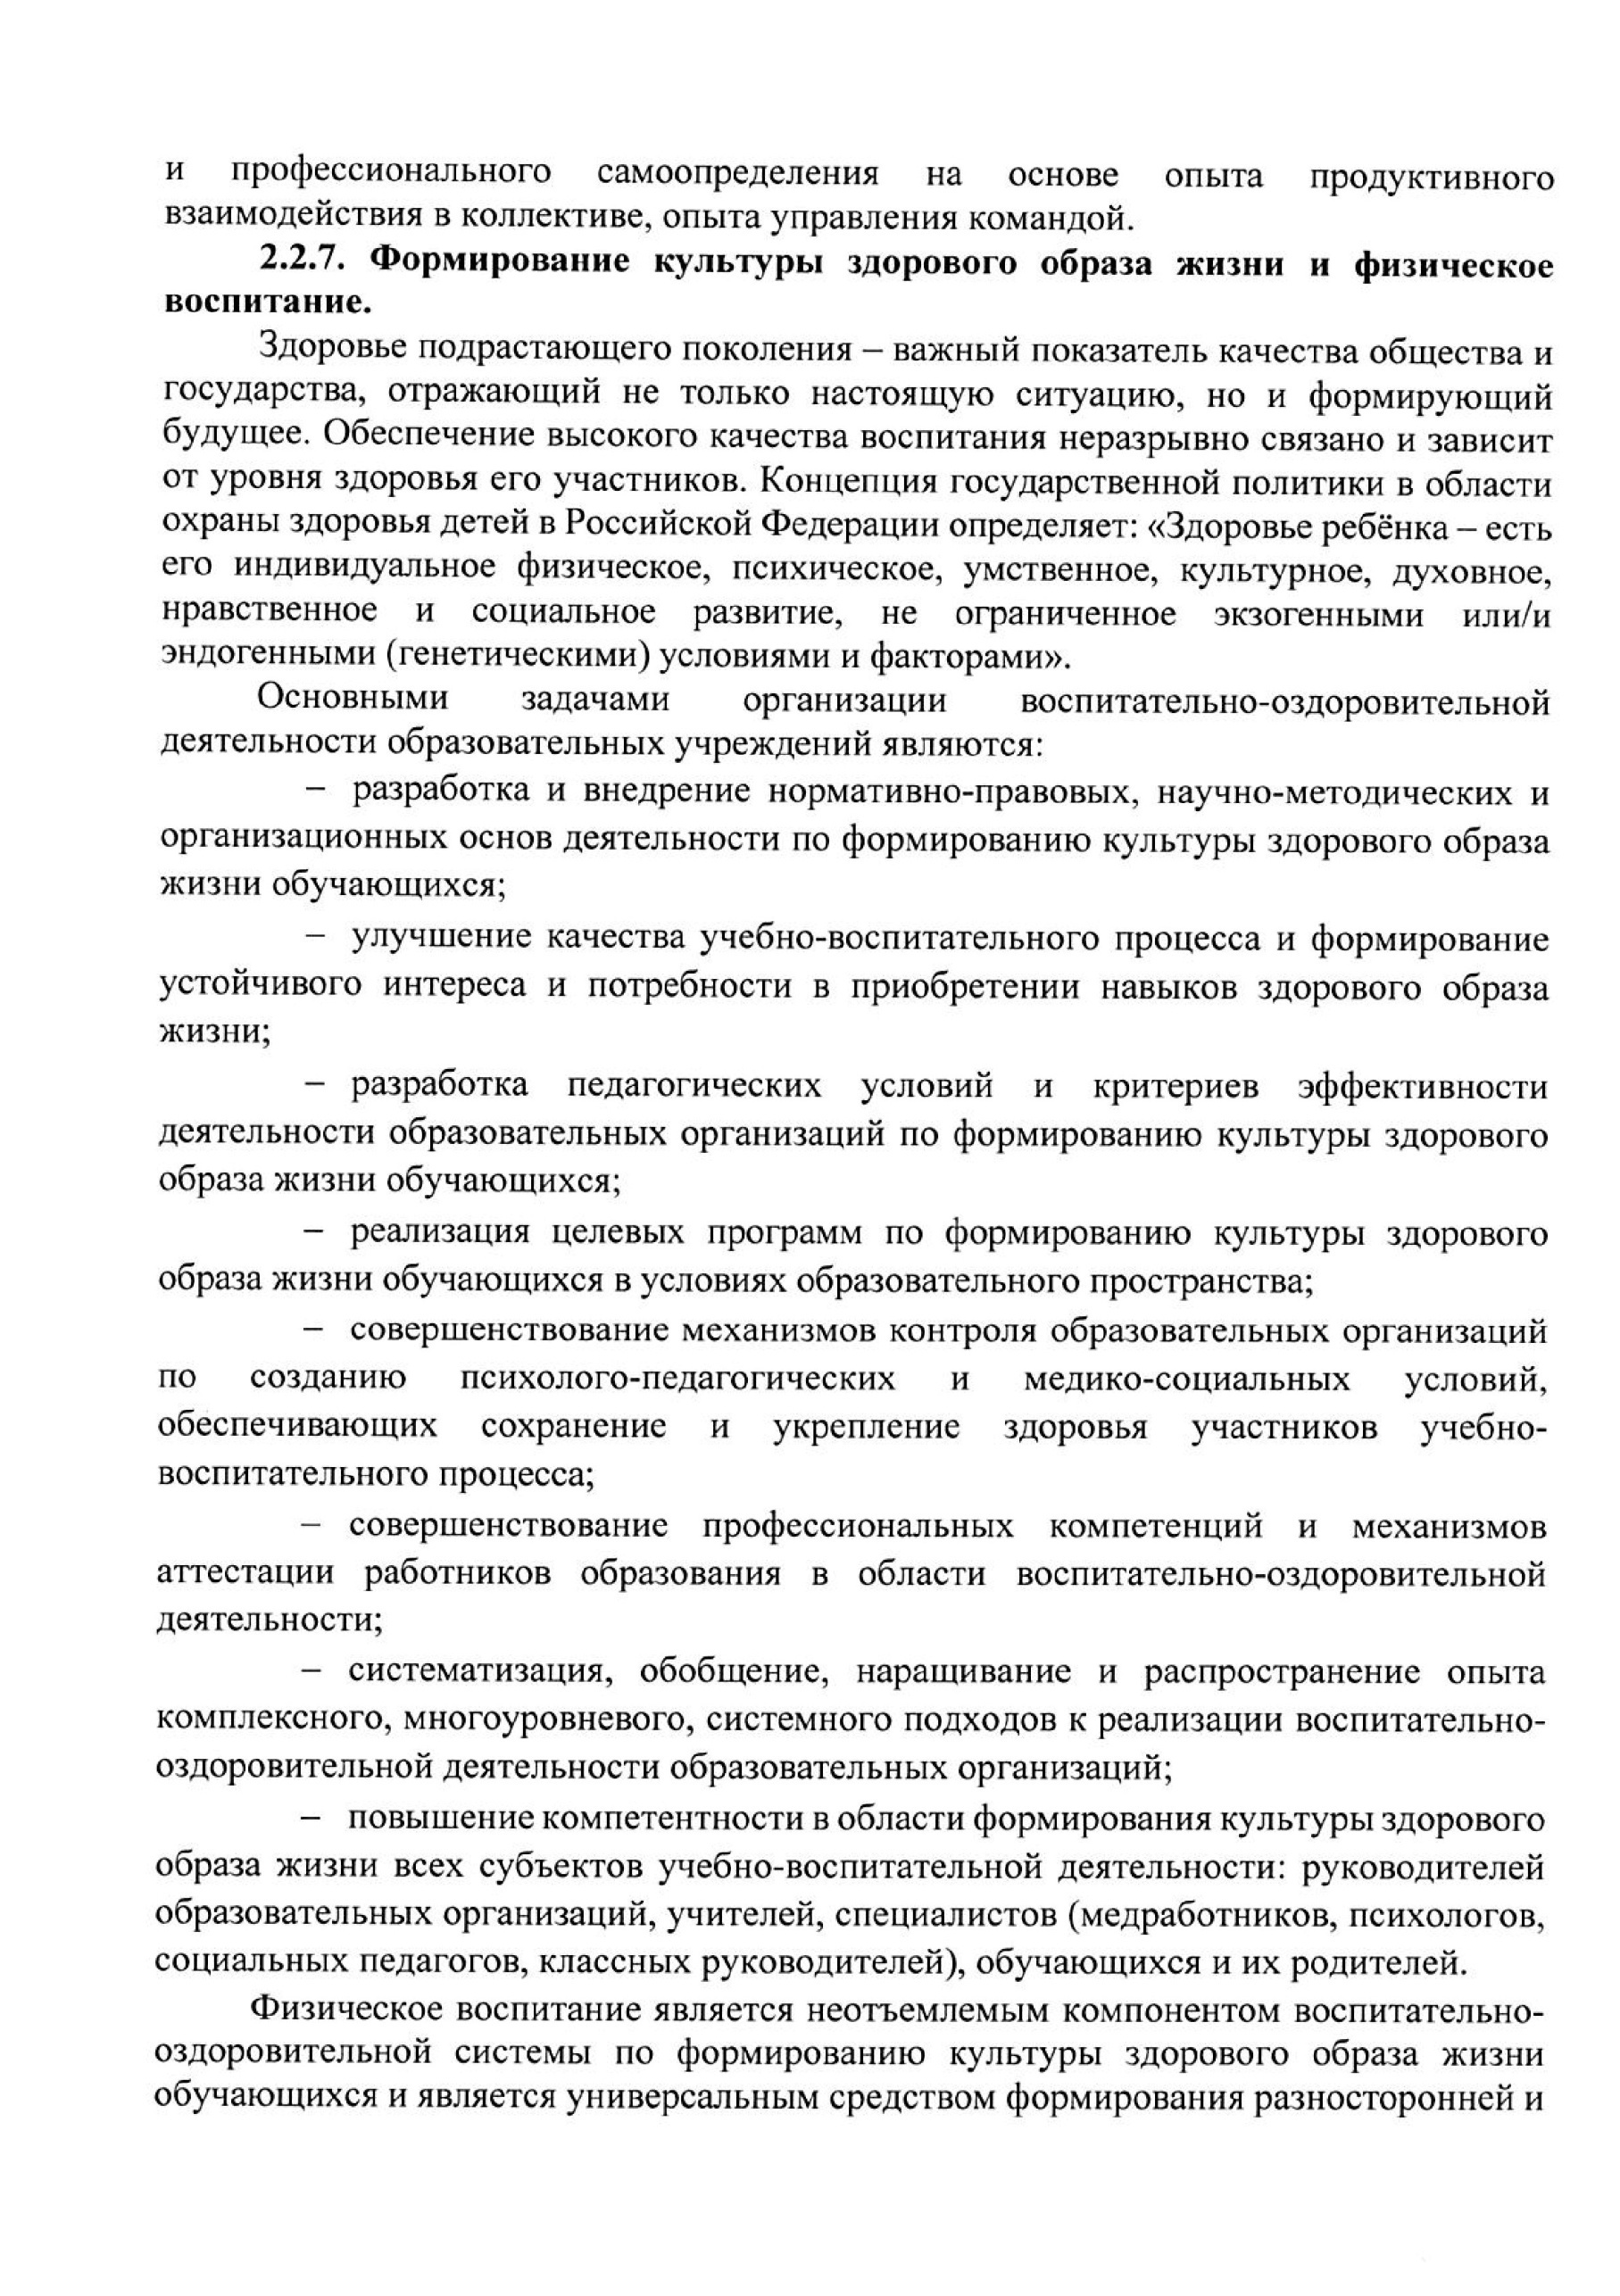 и профессионального самоопределения на основе опыта продуктивного
взаимодействия в коллективе, опыта управления командой.
2.2.7. Формирование культуры здорового образа жизни и физическое
воспитание.
Здоровье подрастающего поколения – важный показатель качества общества и
государства, отражающий не только настоящую ситуацию, но и формирующий
будущее. Обеспечение высокого качества воспитания неразрывно связано и зависит
от уровня здоровья его участников. Концепция государственной политики в области
охраны здоровья детей в Российской Федерации определяет: «Здоровье ребёнка – есть
его индивидуальное физическое, психическое, умственное, культурное, духовное,
нравственное и социальное развитие, не ограниченное экзогенными или/и
эндогенными (генетическими) условиями и факторами».
Основными задачами организации воспитательно-оздоровительной
деятельности образовательных учреждений являются:
– разработка и внедрение нормативно-правовых, научно-методических и
организационных основ деятельности по формированию культуры здорового образа
жизни обучающихся;
– улучшение качества учебно-воспитательного процесса и формирование
устойчивого интереса и потребности в приобретении навыков здорового образа
жизни;
– разработка педагогических условий и критериев эффективности
деятельности образовательных организаций по формированию культуры здорового
образа жизни обучающихся;
– реализация целевых программ по формированию культуры здорового
образа жизни обучающихся в условиях образовательного пространства;
– совершенствование механизмов контроля образовательных организаций
по созданию психолого-педагогических и медико-социальных условий,
обеспечивающих сохранение и укрепление здоровья участников учебно-
воспитательного процесса;
– совершенствование профессиональных компетенций и механизмов
аттестации работников образования в области воспитательно-оздоровительной
деятельности;
– систематизация, обобщение, наращивание и распространение опыта
комплексного, многоуровневого, системного подходов к реализации воспитательно-
оздоровительной деятельности образовательных организаций;
– повышение компетентности в области формирования культуры здорового
образа жизни всех субъектов учебно-воспитательной деятельности: руководителей
образовательных организаций, учителей, специалистов (медработников, психологов,
социальных педагогов, классных руководителей), обучающихся и их родителей.
Физическое воспитание является неотъемлемым компонентом воспитательно-
оздоровительной системы по формированию культуры здорового образа жизни
обучающихся и является универсальным средством формирования разносторонней и